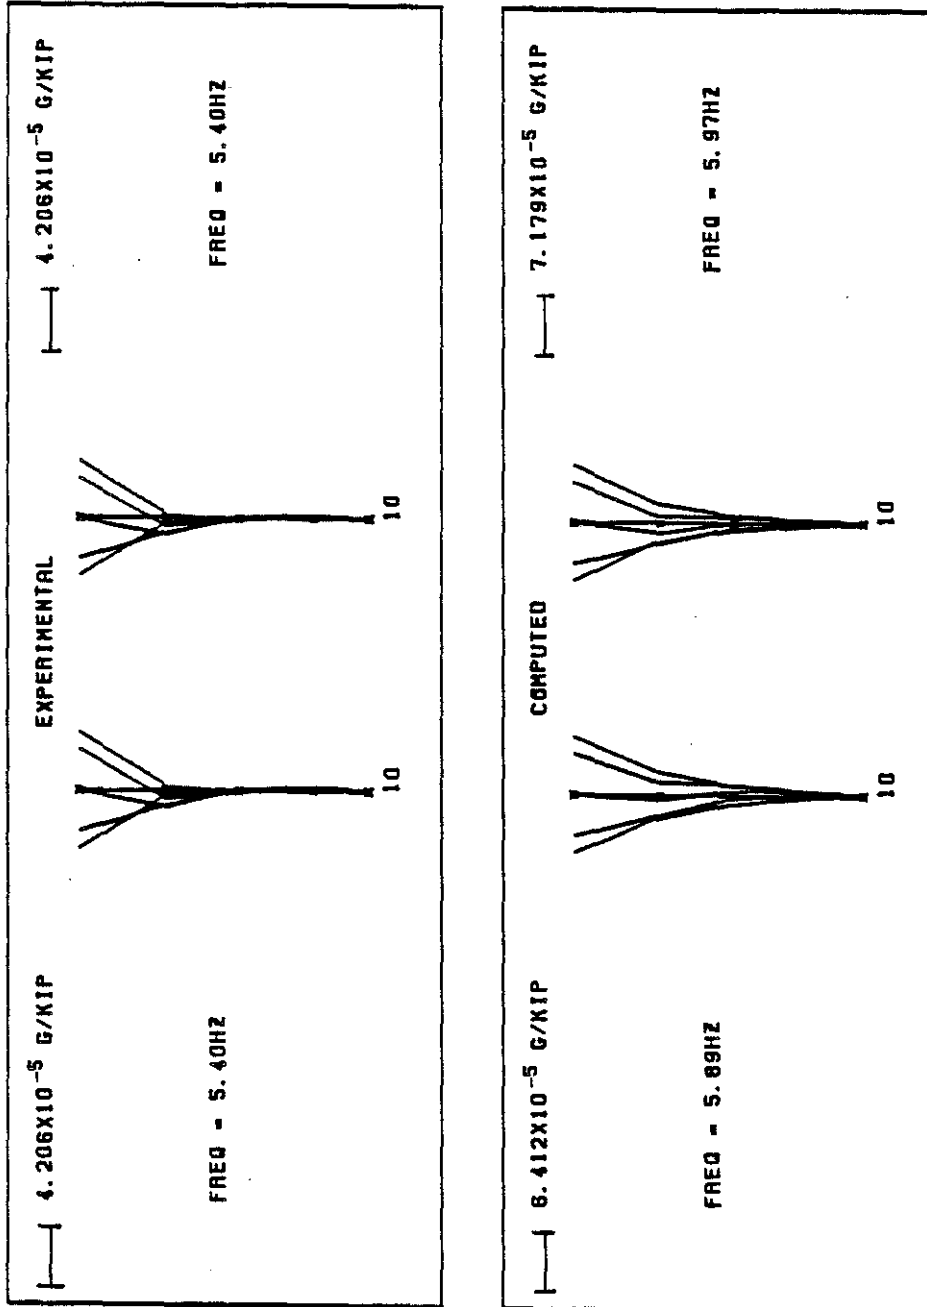 4.206X10⁻⁵ G/KIP
EXPERIMENTAL
4.206X10⁻⁵ G/KIP
FREQ = 5.40HZ
FREQ = 5.40HZ
10
10
6.412X10⁻⁵ G/KIP
COMPUTED
7.179X10⁻⁵ G/KIP
FREQ = 5.89HZ
FREQ = 5.97HZ
10
10